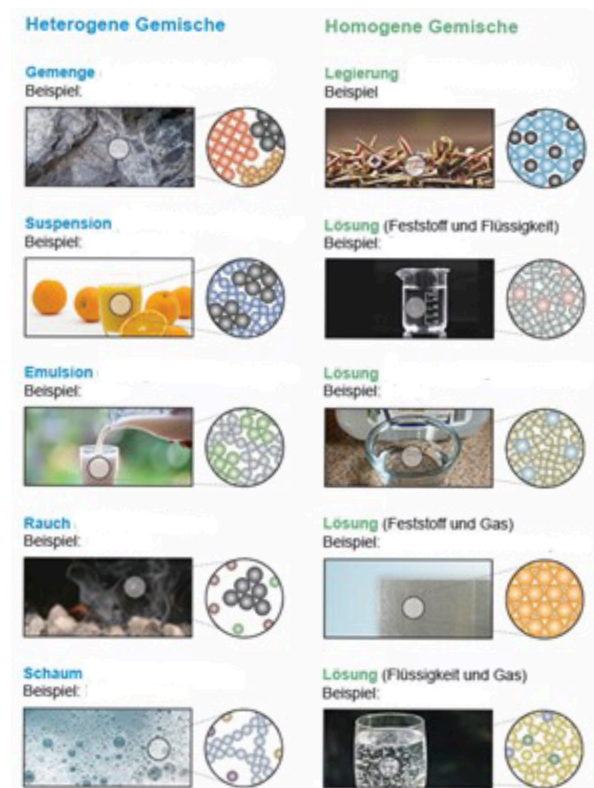 Heterogene Gemische
Gemenge
Beispiel:
Suspension
Beispiel:
Emulsion
Beispiel:
Rauch
Beispiel:
Schaum
Beispiel:
Homogene Gemische
Legierung
Beispiel
Lösung (Feststoff und Flüssigkeit)
Beispiel:
Lösung
Beispiel:
Lösung (Feststoff und Gas)
Beispiel:
Lösung (Flüssigkeit und Gas)
Beispiel: